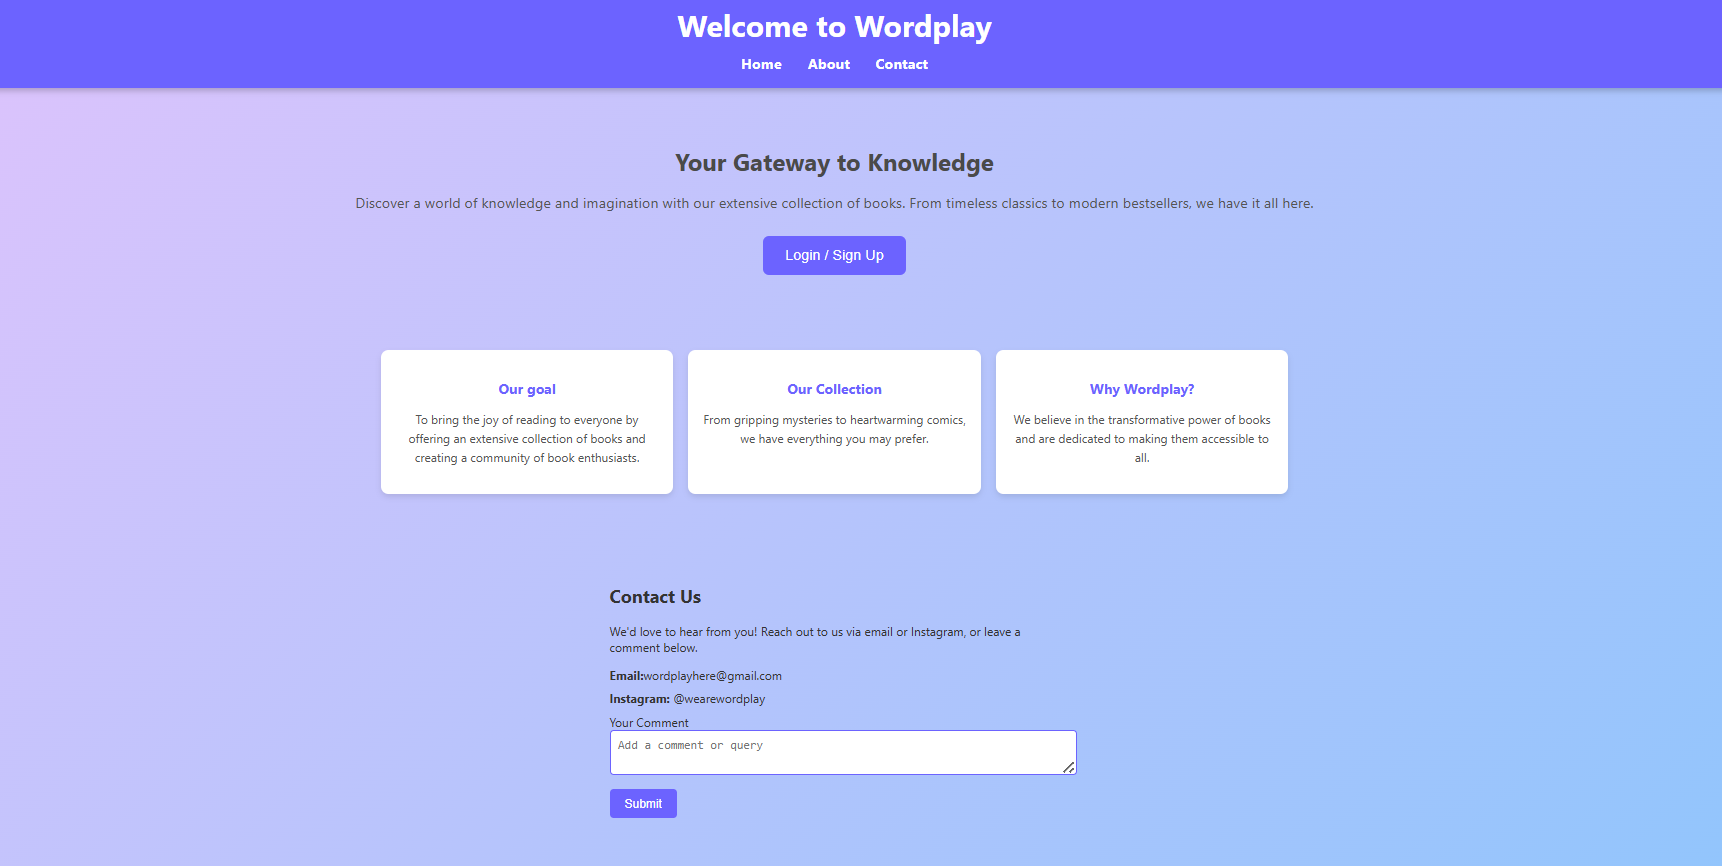 Welcome to Wordplay
Home About Contact
Your Gateway to Knowledge
Discover a world of knowledge and imagination with our extensive collection of books. From timeless classics to modern bestsellers, we have it all here.
Login / Sign Up
Our goal
To bring the joy of reading to everyone by
offering an extensive collection of books and
creating a community of book enthusiasts.
Our Collection
From gripping mysteries to heartwarming comics,
we have everything you may prefer.
Why Wordplay?
We believe in the transformative power of books
and are dedicated to making them accessible to
all.
Contact Us
We'd love to hear from you! Reach out to us via email or Instagram, or leave a
comment below.
Email:wordplayhere@gmail.com
Instagram: @wearewordplay
Your Comment
Add a comment or query
Submit